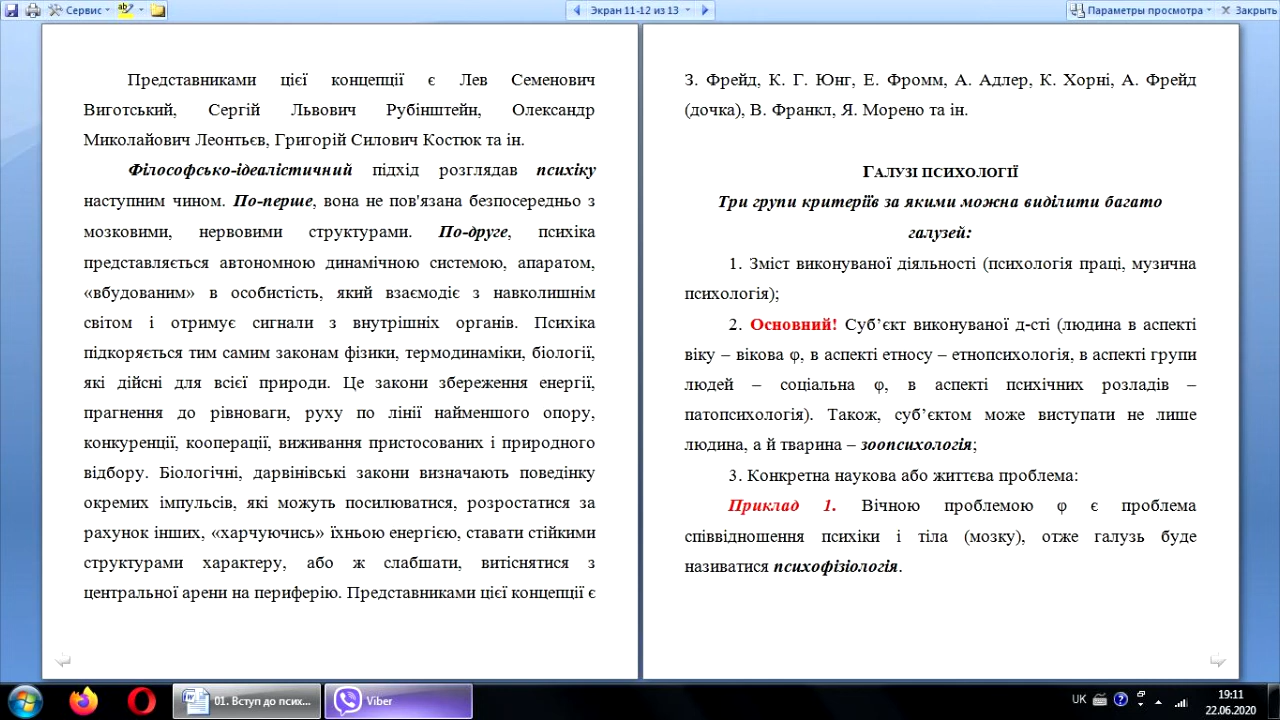 Сервис
Экран 11-12 из 13
Параметры просмотра
Закрыть
Представниками цієї концепції є Лев Семенович
Виготський, Сергій Львович Рубінштейн, Олександр
Миколайович Леонтьєв, Григорій Силович Костюк та ін.
Філософсько-ідеалістичний підхід розглядав психіку
наступним чином. По-перше, вона не пов'язана безпосередньо з
мозковими, нервовими структурами. По-друге, психіка
представляється автономною динамічною системою, апаратом,
«вбудованим» в особистість, який взаємодіє з навколишнім
світом і отримує сигнали з внутрішніх органів. Психіка
підкоряється тим самим законам фізики, термодинаміки, біології,
які дійсні для всієї природи. Це закони збереження енергії,
прагнення до рівноваги, руху по лінії найменшого опору,
конкуренції, кооперації, виживання пристосованих і природного
відбору. Біологічні, дарвінівські закони визначають поведінку
окремих імпульсів, які можуть посилюватися, розростатися за
рахунок інших, «харчуючись» їхньою енергією, ставати стійкими
структурами характеру, або ж слабшати, витіснятися з
центральної арени на периферію. Представниками цієї концепції є
З. Фрейд, К. Г. Юнг, Е. Фромм, А. Адлер, К. Хорні, А. Фрейд
(дочка), В. Франкл, Я. Морено та ін.
ГАЛУЗІ ПСИХОЛОГІЇ
Три групи критеріїв за якими можна виділити багато
галузей:
1. Зміст виконуваної діяльності (психологія праці, музична
психологія);
2. Основний! Суб’єкт виконуваної д-сті (людина в аспекті
віку – вікова φ, в аспекті етносу – етнопсихологія, в аспекті групи
людей – соціальна φ, в аспекті психічних розладів –
патопсихологія). Також, суб’єктом може виступати не лише
людина, а й тварина – зоопсихологія;
3. Конкретна наукова або життєва проблема:
Приклад 1. Вічною проблемою φ є проблема
співвідношення психіки і тіла (мозку), отже галузь буде
називатися психофізіологія.
01. Вступ до псих...
Viber
UK
19:11
22.06.2020